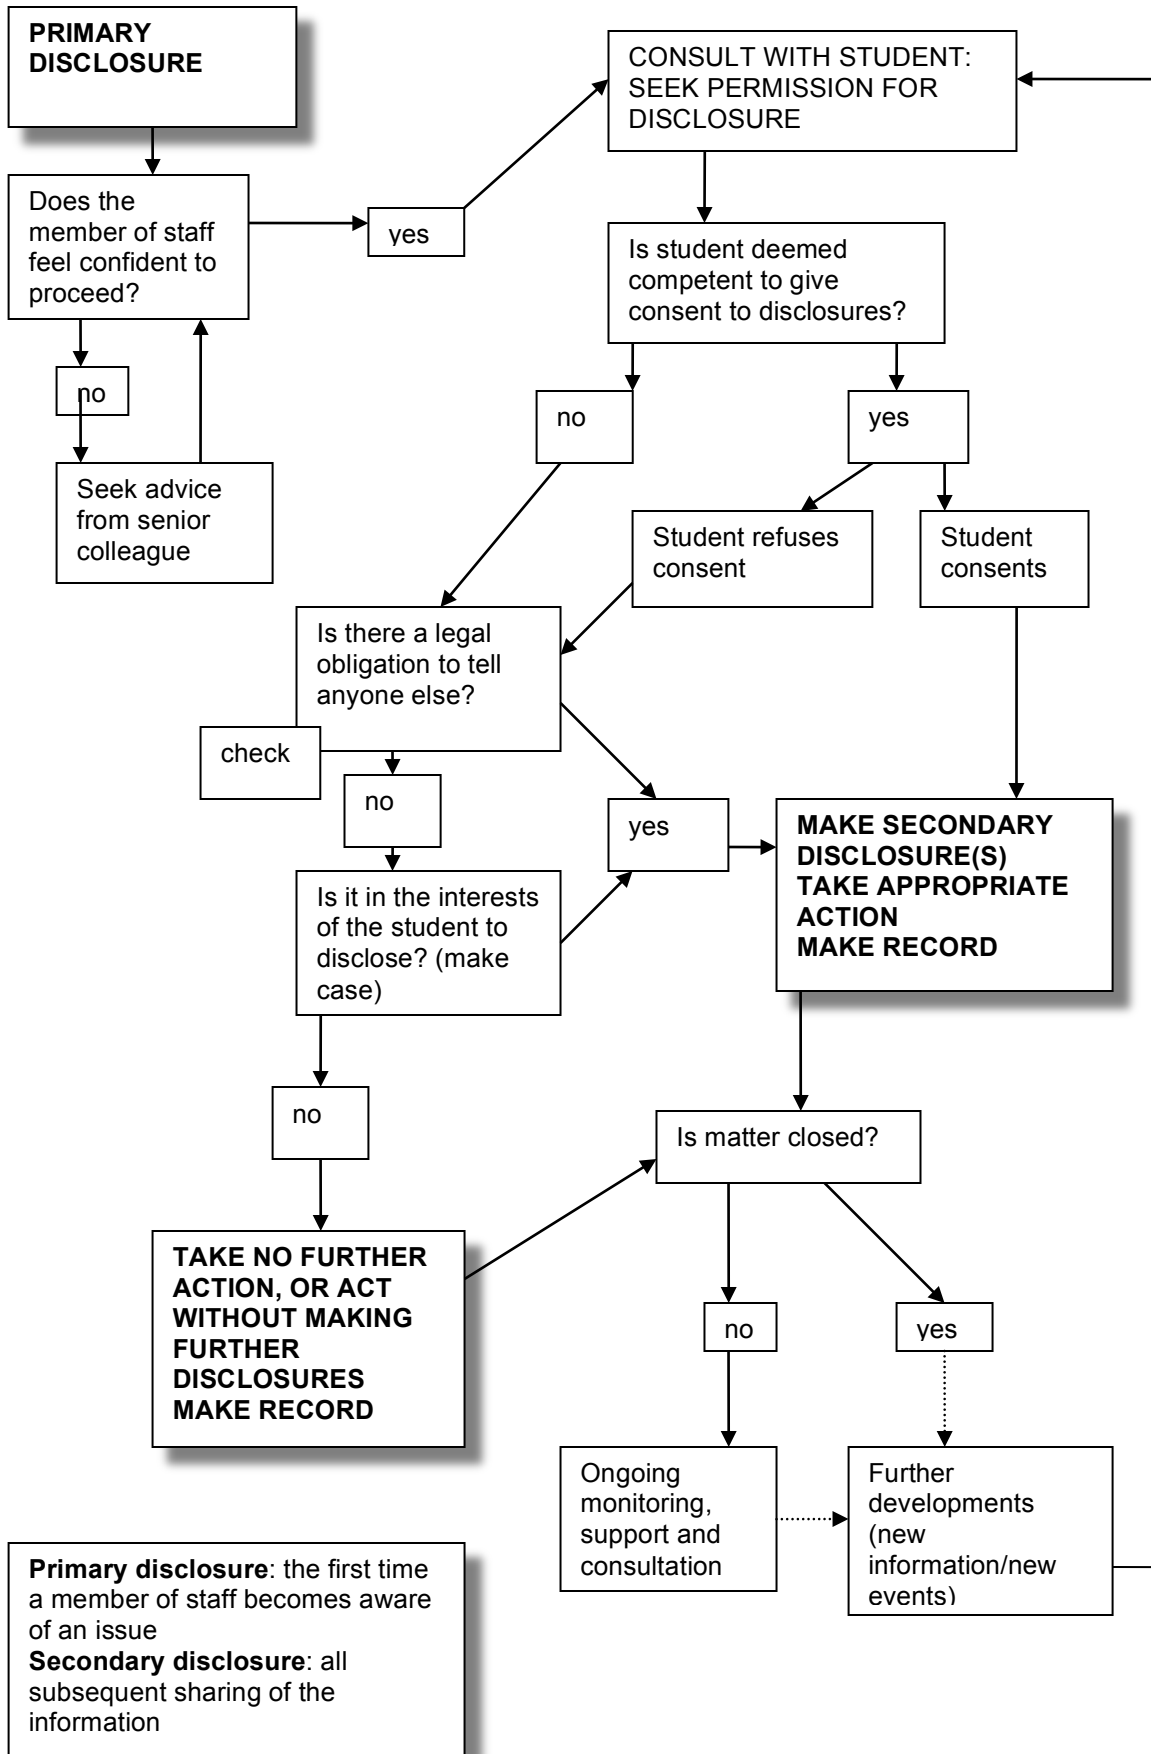 PRIMARY
DISCLOSURE
CONSULT WITH STUDENT:
SEEK PERMISSION FOR
DISCLOSURE
Does the
member of staff
feel confident to
proceed?
yes
Is student deemed
competent to give
consent to disclosures?
no
no
yes
Seek advice
from senior
colleague
Student refuses
consent
Student
consents
Is there a legal
obligation to tell
anyone else?
check
no
yes
MAKE SECONDARY
DISCLOSURE(S)
TAKE APPROPRIATE
ACTION
MAKE RECORD
Is it in the interests
of the student to
disclose? (make
case)
no
Is matter closed?
TAKE NO FURTHER
ACTION, OR ACT
WITHOUT MAKING
FURTHER
DISCLOSURES
MAKE RECORD
no
yes
Ongoing
monitoring,
support and
consultation
Further
developments
(new
information/new
events)
Primary disclosure: the first time
a member of staff becomes aware
of an issue
Secondary disclosure: all
subsequent sharing of the
information